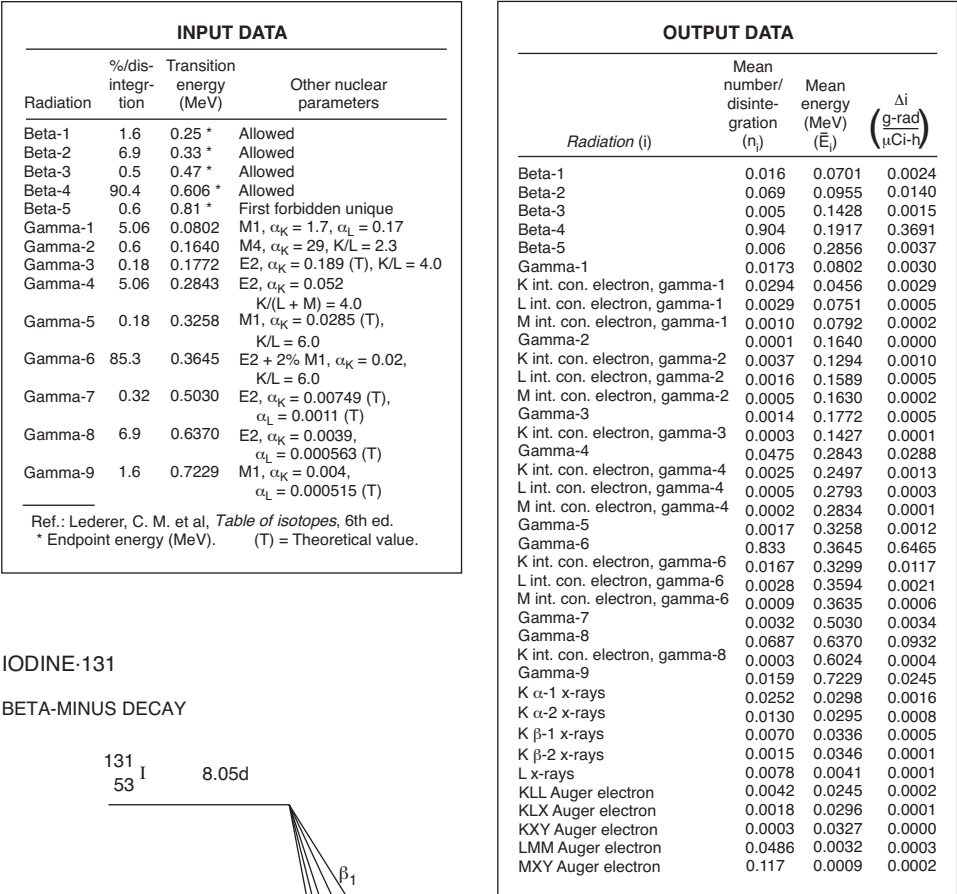 INPUT DATA
%/dis- Transition
integr- energy Other nuclear
Radiation tion (MeV) parameters
Beta-1 1.6 0.25 * Allowed
Beta-2 6.9 0.33 * Allowed
Beta-3 0.5 0.47 * Allowed
Beta-4 90.4 0.606 * Allowed
Beta-5 0.6 0.81 * First forbidden unique
Gamma-1 5.06 0.0802 M1, αK = 1.7, αL = 0.17
Gamma-2 0.6 0.1640 M4, αK = 29, K/L = 2.3
Gamma-3 0.18 0.1772 E2, αK = 0.189 (T), K/L = 4.0
Gamma-4 5.06 0.2843 E2, αK = 0.052
K/(L + M) = 4.0
Gamma-5 0.18 0.3258 M1, αK = 0.0285 (T),
K/L = 6.0
Gamma-6 85.3 0.3645 E2 + 2% M1, αK = 0.02,
K/L = 6.0
Gamma-7 0.32 0.5030 E2, αK = 0.00749 (T),
αL = 0.0011 (T)
Gamma-8 6.9 0.6370 E2, αK = 0.0039,
αL = 0.000563 (T)
Gamma-9 1.6 0.7229 M1, αK = 0.004,
αL = 0.000515 (T)
Ref.: Lederer, C. M. et al, Table of isotopes, 6th ed.
* Endpoint energy (MeV). (T) = Theoretical value.
IODINE·131
BETA-MINUS DECAY
131
53 I 8.05d
β1
OUTPUT DATA
Mean
number/ Mean
disinte- energy Δi
gration (MeV) (g-rad
Radiation (i) (ni) (Ēi) μCi-h)
Beta-1 0.016 0.0701 0.0024
Beta-2 0.069 0.0955 0.0140
Beta-3 0.005 0.1428 0.0015
Beta-4 0.904 0.1917 0.3691
Beta-5 0.006 0.2856 0.0037
Gamma-1 0.0173 0.0802 0.0030
K int. con. electron, gamma-1 0.0294 0.0456 0.0029
L int. con. electron, gamma-1 0.0029 0.0751 0.0005
M int. con. electron, gamma-1 0.0010 0.0792 0.0002
Gamma-2 0.0001 0.1640 0.0000
K int. con. electron, gamma-2 0.0037 0.1294 0.0010
L int. con. electron, gamma-2 0.0016 0.1589 0.0005
M int. con. electron, gamma-2 0.0005 0.1630 0.0002
Gamma-3 0.0014 0.1772 0.0005
K int. con. electron, gamma-3 0.0003 0.1427 0.0001
Gamma-4 0.0475 0.2843 0.0288
K int. con. electron, gamma-4 0.0025 0.2497 0.0013
L int. con. electron, gamma-4 0.0005 0.2793 0.0003
M int. con. electron, gamma-4 0.0002 0.2834 0.0001
Gamma-5 0.0017 0.3258 0.0012
Gamma-6 0.833 0.3645 0.6465
K int. con. electron, gamma-6 0.0167 0.3299 0.0117
L int. con. electron, gamma-6 0.0028 0.3594 0.0021
M int. con. electron, gamma-6 0.0009 0.3635 0.0006
Gamma-7 0.0032 0.5030 0.0034
Gamma-8 0.0687 0.6370 0.0932
K int. con. electron, gamma-8 0.0003 0.6024 0.0004
Gamma-9 0.0159 0.7229 0.0245
K α-1 x-rays 0.0252 0.0298 0.0016
K α-2 x-rays 0.0130 0.0295 0.0008
K β-1 x-rays 0.0070 0.0336 0.0005
K β-2 x-rays 0.0015 0.0346 0.0001
L x-rays 0.0078 0.0041 0.0001
KLL Auger electron 0.0042 0.0245 0.0002
KLX Auger electron 0.0018 0.0296 0.0001
KXY Auger electron 0.0003 0.0327 0.0000
LMM Auger electron 0.0486 0.0032 0.0003
MXY Auger electron 0.117 0.0009 0.0002